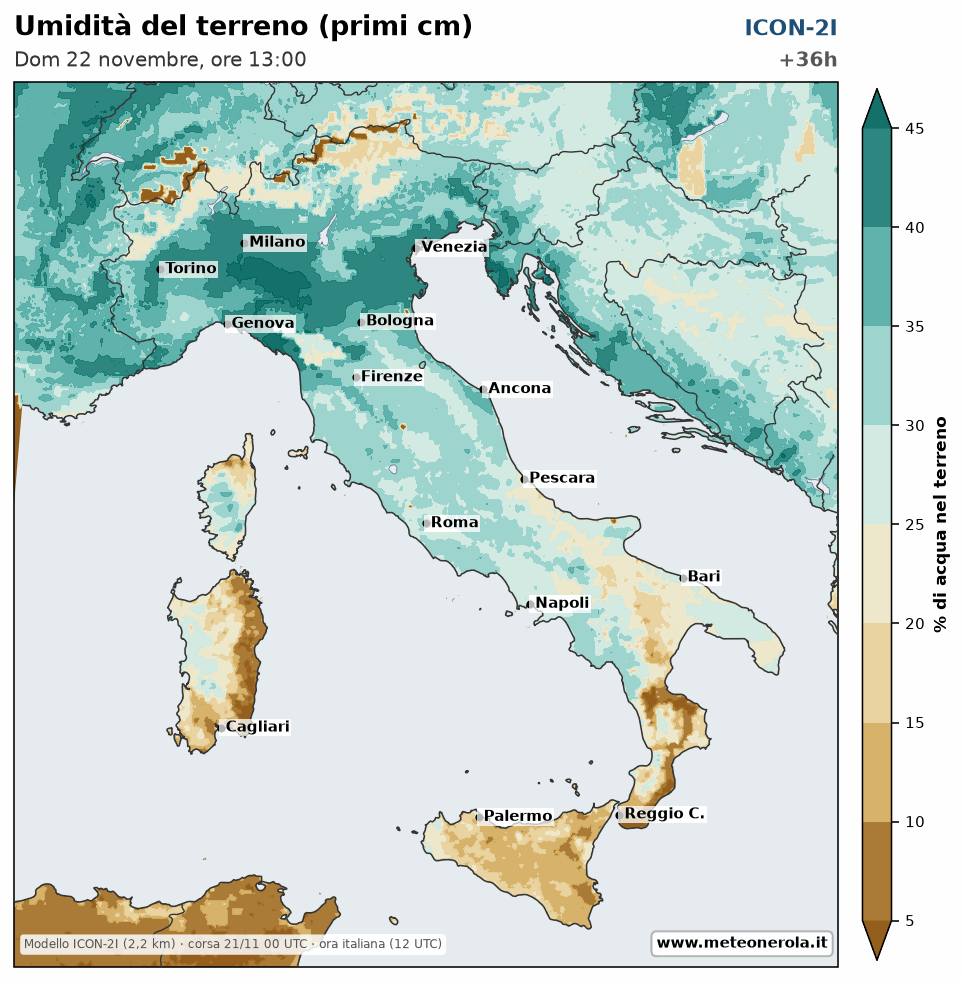 Umidità del terreno (primi cm)
ICON-2I
Dom 22 novembre, ore 13:00
+36h
45
40
35
30
25
20
15
10
5
% di acqua nel terreno
Milano
Venezia
Torino
Genova
Bologna
Firenze
Ancona
Pescara
Roma
Bari
Napoli
Cagliari
Palermo
Reggio C.
Modello ICON-2I (2,2 km) · corsa 21/11 00 UTC · ora italiana (12 UTC)
www.meteonerola.it